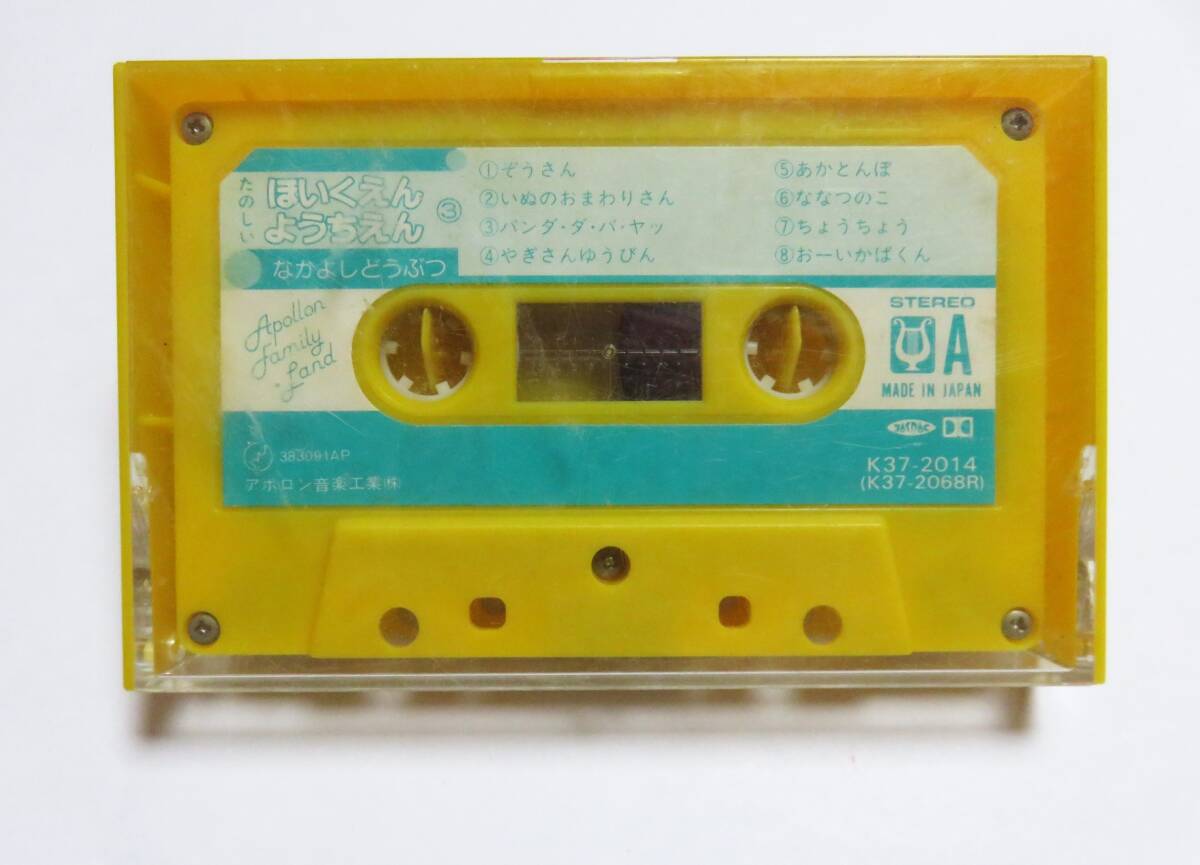 たのしい
ほいくえん
ようちえん
③
なかよしどうぶつ
①ぞうさん
②いぬのおまわりさん
③パンダ・ダ・パ・ヤッ
④やぎさんゆうびん
⑤あかとんぼ
⑥ななつのこ
⑦ちょうちょう
⑧おーいかばくん
Apollon
Family
Land
STEREO
A
MADE IN JAPAN
383091AP
アポロン音楽工業㈱
K37-2014
(K37-2068R)